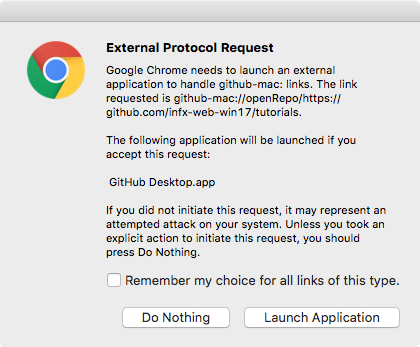 External Protocol Request
Google Chrome needs to launch an external
application to handle github-mac: links. The link
requested is github-mac://openRepo/https://
github.com/infx-web-win17/tutorials.
The following application will be launched if you
accept this request:
GitHub Desktop.app
If you did not initiate this request, it may represent an
attempted attack on your system. Unless you took an
explicit action to initiate this request, you should
press Do Nothing.
Remember my choice for all links of this type.
Do Nothing
Launch Application